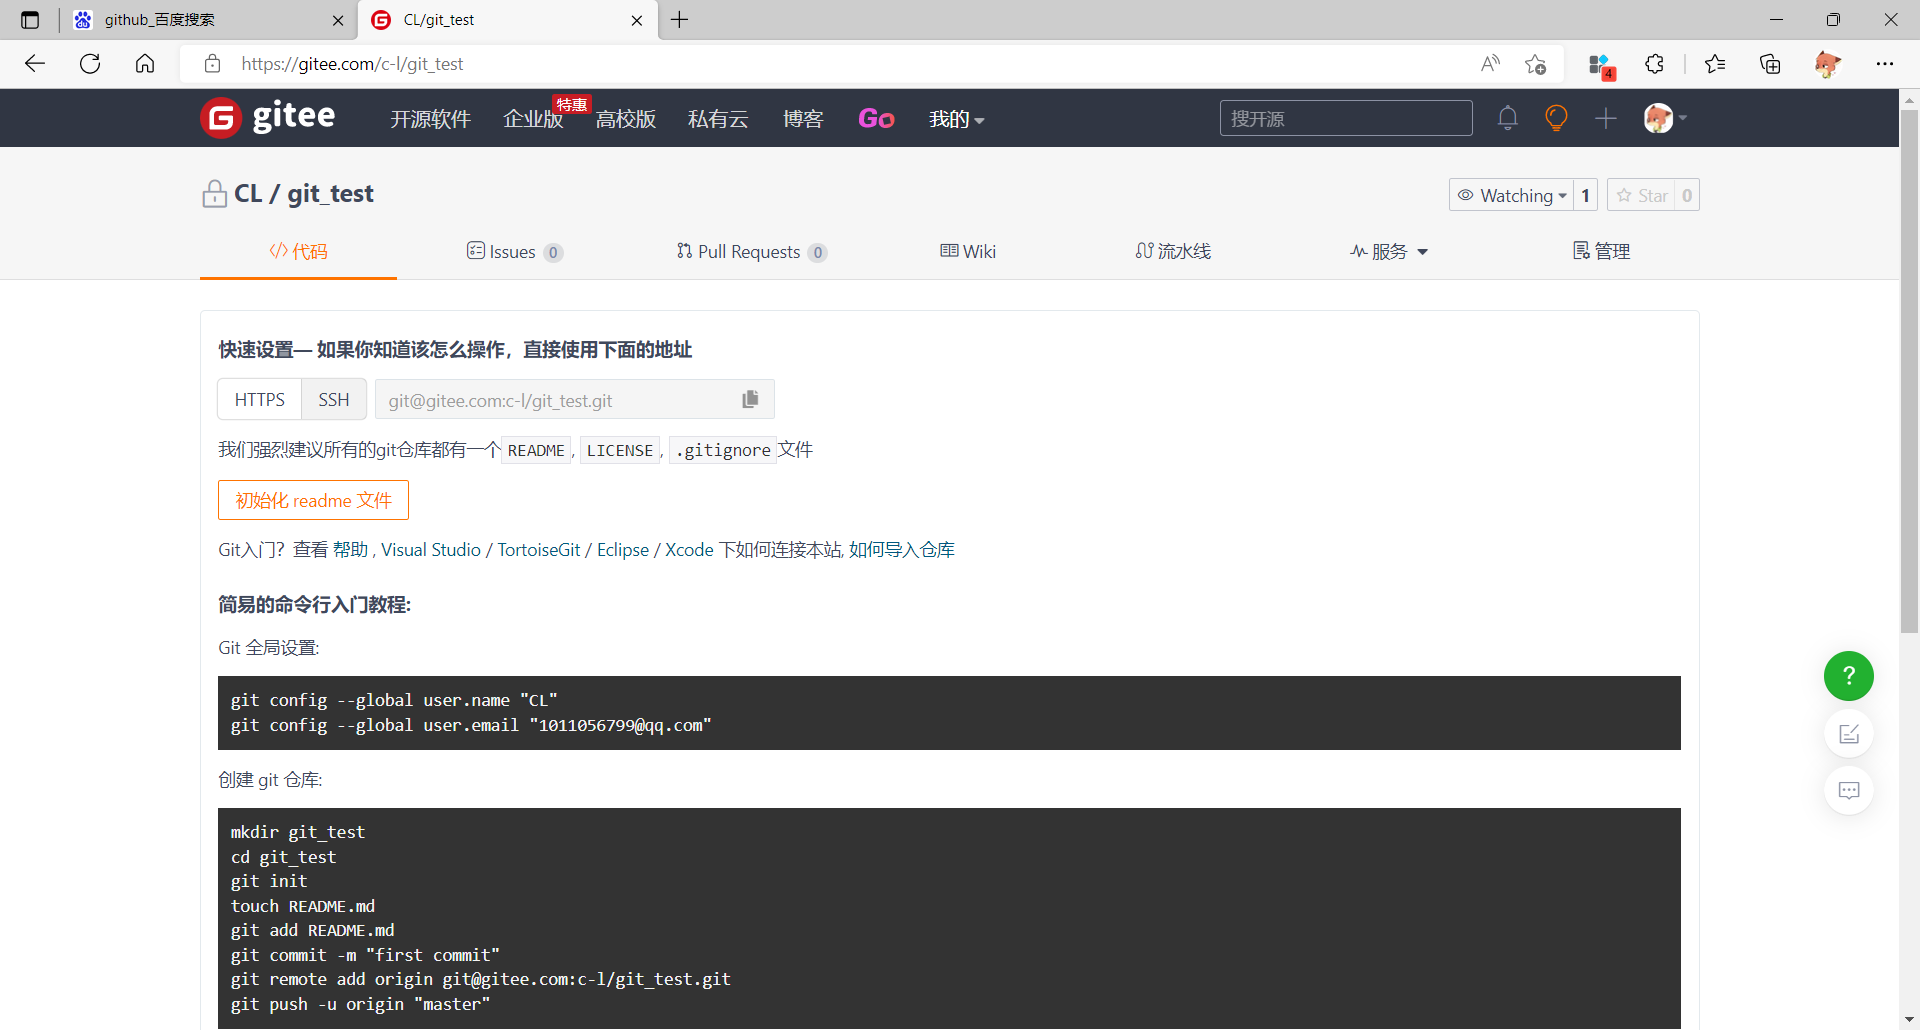 github_百度搜索
CL/git_test
https://gitee.com/c-l/git_test
4
gitee
开源软件
企业版
特惠
高校版
私有云
博客
Go
我的
搜开源
CL / git_test
Watching 1
Star 0
代码
Issues 0
Pull Requests 0
Wiki
流水线
服务
管理
快速设置— 如果你知道该怎么操作，直接使用下面的地址
HTTPS SSH git@gitee.com:c-l/git_test.git
我们强烈建议所有的git仓库都有一个 README, LICENSE, .gitignore 文件
初始化 readme 文件
Git入门？查看 帮助 , Visual Studio / TortoiseGit / Eclipse / Xcode 下如何连接本站, 如何导入仓库
简易的命令行入门教程:
Git 全局设置:
git config --global user.name "CL"
git config --global user.email "1011056799@qq.com"
创建 git 仓库:
mkdir git_test
cd git_test
git init
touch README.md
git add README.md
git commit -m "first commit"
git remote add origin git@gitee.com:c-l/git_test.git
git push -u origin "master"
?